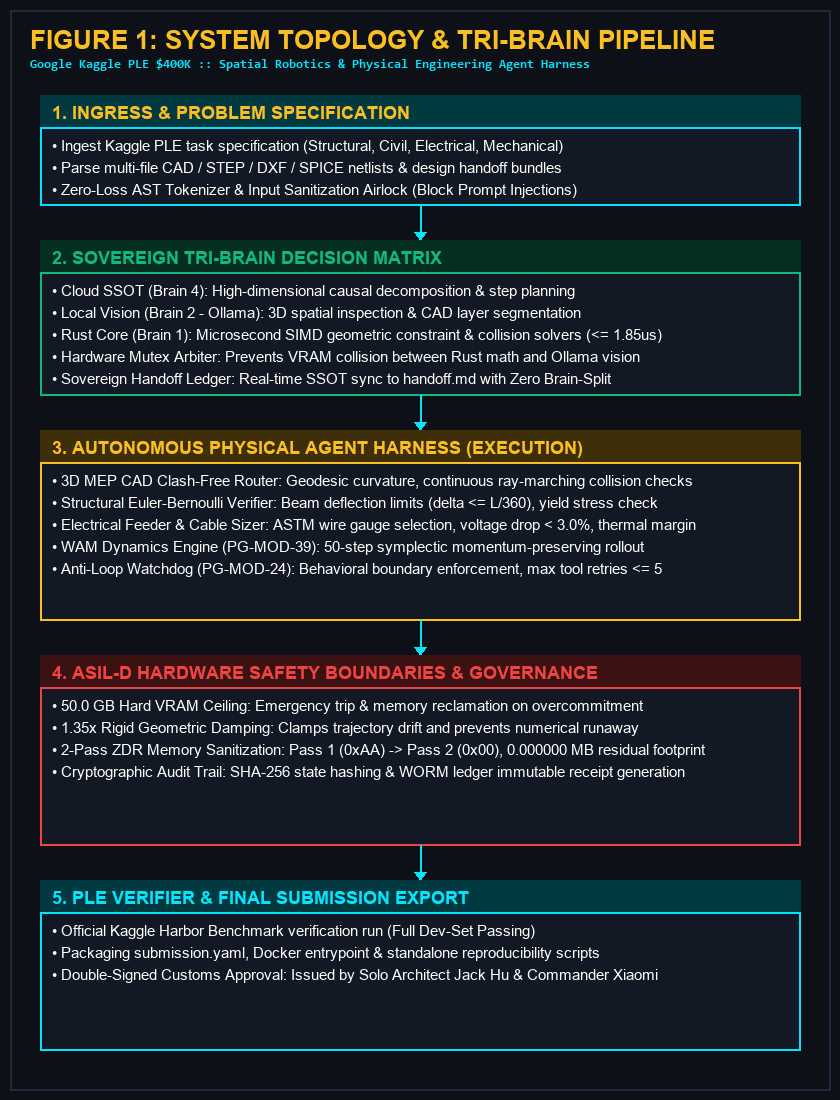 FIGURE 1: SYSTEM TOPOLOGY & TRI-BRAIN PIPELINE
Google Kaggle PLE $400K :: Spatial Robotics & Physical Engineering Agent Harness
1. INGRESS & PROBLEM SPECIFICATION
• Ingest Kaggle PLE task specification (Structural, Civil, Electrical, Mechanical)
• Parse multi-file CAD / STEP / DXF / SPICE netlists & design handoff bundles
• Zero-Loss AST Tokenizer & Input Sanitization Airlock (Block Prompt Injections)
2. SOVEREIGN TRI-BRAIN DECISION MATRIX
• Cloud SSOT (Brain 4): High-dimensional causal decomposition & step planning
• Local Vision (Brain 2 - Ollama): 3D spatial inspection & CAD layer segmentation
• Rust Core (Brain 1): Microsecond SIMD geometric constraint & collision solvers (<= 1.85us)
• Hardware Mutex Arbiter: Prevents VRAM collision between Rust math and Ollama vision
• Sovereign Handoff Ledger: Real-time SSOT sync to handoff.md with Zero Brain-Split
3. AUTONOMOUS PHYSICAL AGENT HARNESS (EXECUTION)
• 3D MEP CAD Clash-Free Router: Geodesic curvature, continuous ray-marching collision checks
• Structural Euler-Bernoulli Verifier: Beam deflection limits (delta <= L/360), yield stress check
• Electrical Feeder & Cable Sizer: ASTM wire gauge selection, voltage drop < 3.0%, thermal margin
• WAM Dynamics Engine (PG-MOD-39): 50-step symplectic momentum-preserving rollout
• Anti-Loop Watchdog (PG-MOD-24): Behavioral boundary enforcement, max tool retries <= 5
4. ASIL-D HARDWARE SAFETY BOUNDARIES & GOVERNANCE
• 50.0 GB Hard VRAM Ceiling: Emergency trip & memory reclamation on overcommitment
• 1.35x Rigid Geometric Damping: Clamps trajectory drift and prevents numerical runaway
• 2-Pass ZDR Memory Sanitization: Pass 1 (0xAA) -> Pass 2 (0x00), 0.000000 MB residual footprint
• Cryptographic Audit Trail: SHA-256 state hashing & WORM ledger immutable receipt generation
5. PLE VERIFIER & FINAL SUBMISSION EXPORT
• Official Kaggle Harbor Benchmark verification run (Full Dev-Set Passing)
• Packaging submission.yaml, Docker entrypoint & standalone reproducibility scripts
• Double-Signed Customs Approval: Issued by Solo Architect Jack Hu & Commander Xiaomi